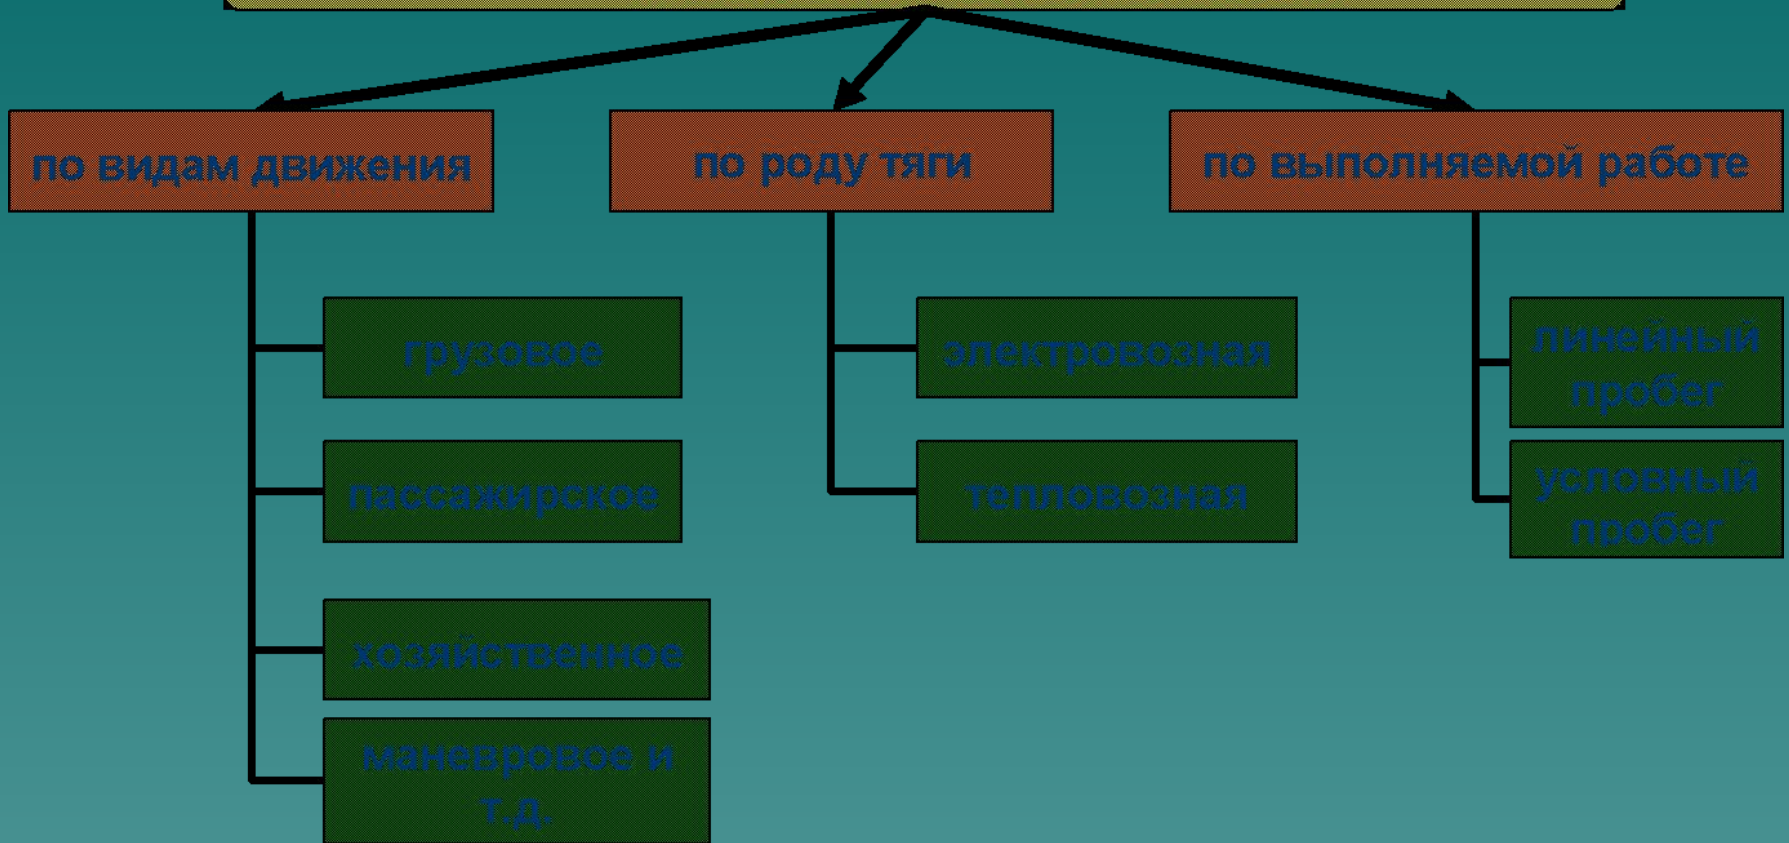 по видам движения
по роду тяги
по выполняемой работе
грузовое
пассажирское
хозяйственное
маневровое и
т.д.
электровозная
тепловозная
линейный
пробег
условный
пробег